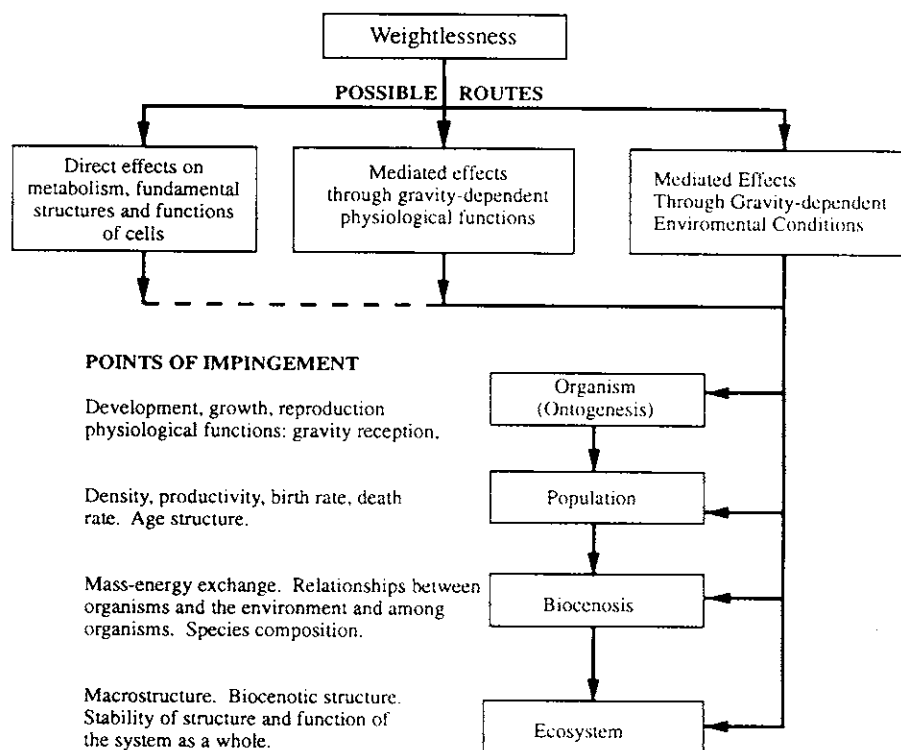 Weightlessness
POSSIBLE ROUTES
Direct effects on
metabolism, fundamental
structures and functions
of cells
Mediated effects
through gravity-dependent
physiological functions
Mediated Effects
Through Gravity-dependent
Enviromental Conditions
POINTS OF IMPINGEMENT
Development, growth, reproduction
physiological functions: gravity reception.
Organism
(Ontogenesis)
Density, productivity, birth rate, death
rate. Age structure.
Population
Mass-energy exchange. Relationships between
organisms and the environment and among
organisms. Species composition.
Biocenosis
Macrostructure. Biocenotic structure.
Stability of structure and function of
the system as a whole.
Ecosystem